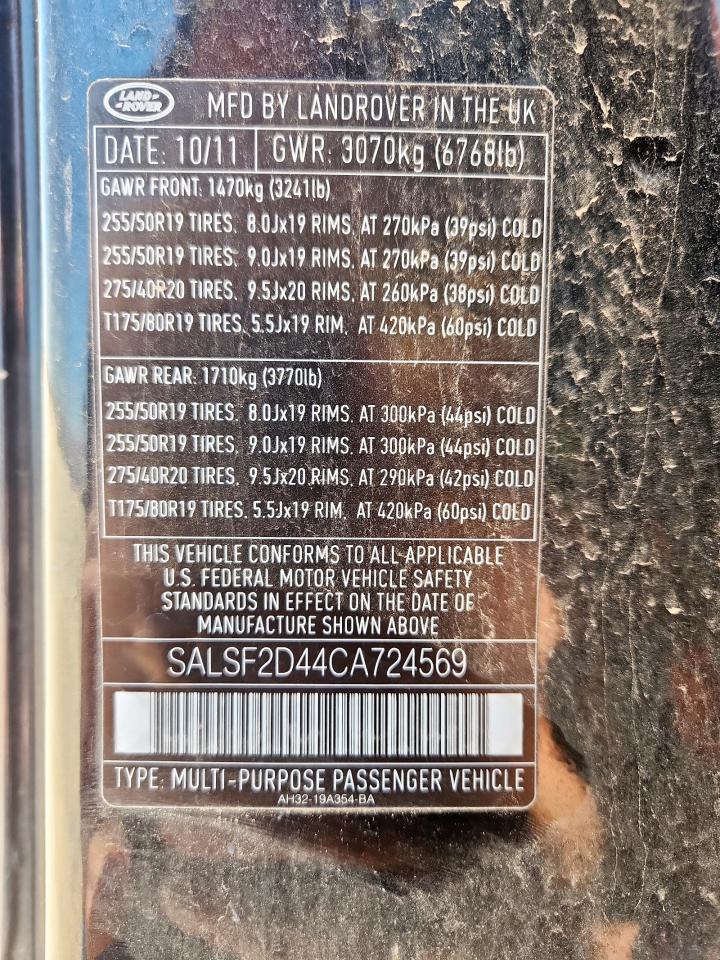 LAND ROVER
MFD BY LANDROVER IN THE UK
DATE: 10/11 GWR: 3070kg (6768lb)
GAWR FRONT: 1470kg (3241lb)
255/50R19 TIRES, 8.0Jx19 RIMS, AT 270kPa (39psi) COLD
255/50R19 TIRES, 9.0Jx19 RIMS, AT 270kPa (39psi) COLD
275/40R20 TIRES, 9.5Jx20 RIMS, AT 260kPa (38psi) COLD
T175/80R19 TIRES, 5.5Jx19 RIM, AT 420kPa (60psi) COLD
GAWR REAR: 1710kg (3770lb)
255/50R19 TIRES, 8.0Jx19 RIMS, AT 300kPa (44psi) COLD
255/50R19 TIRES, 9.0Jx19 RIMS, AT 300kPa (44psi) COLD
275/40R20 TIRES, 9.5Jx20 RIMS, AT 290kPa (42psi) COLD
T175/80R19 TIRES, 5.5Jx19 RIM, AT 420kPa (60psi) COLD
THIS VEHICLE CONFORMS TO ALL APPLICABLE
U.S. FEDERAL MOTOR VEHICLE SAFETY
STANDARDS IN EFFECT ON THE DATE OF
MANUFACTURE SHOWN ABOVE
SALSF2D44CA724569
TYPE: MULTI-PURPOSE PASSENGER VEHICLE
AH32-19A354-BA